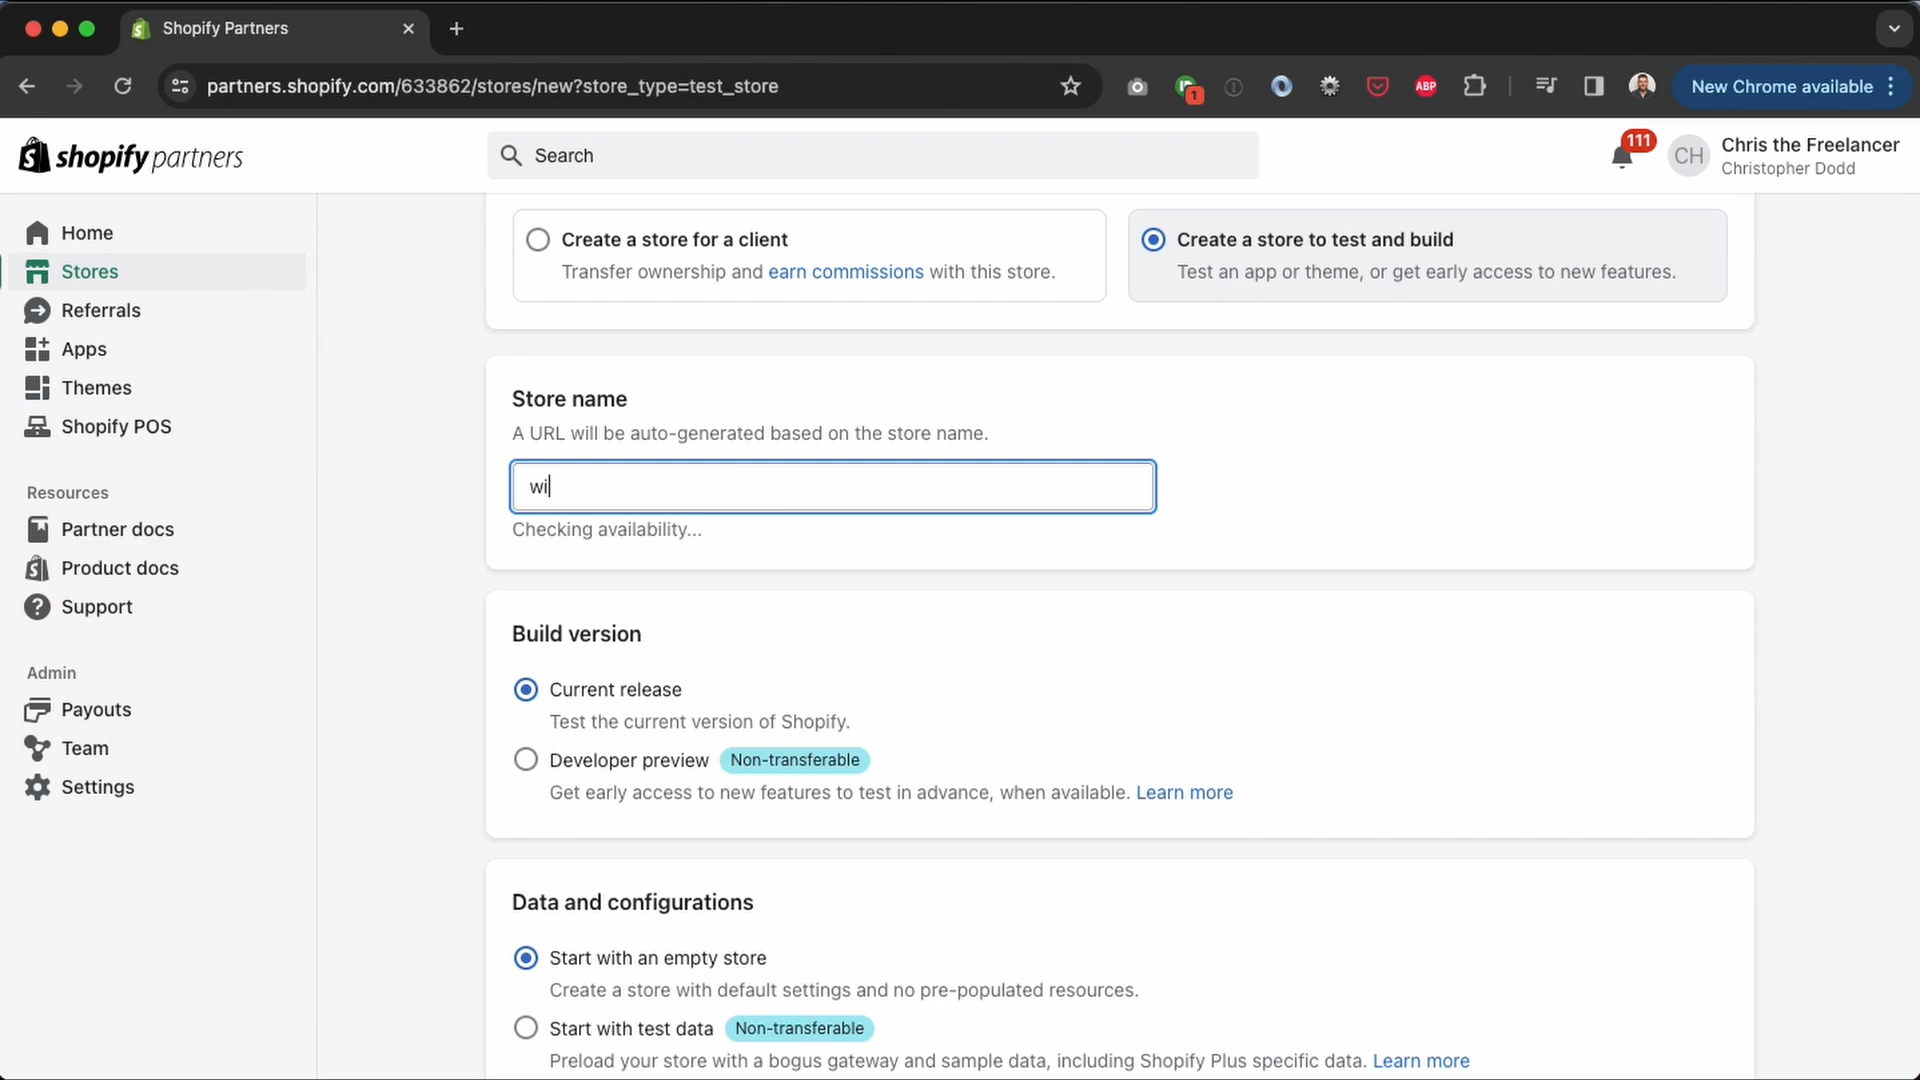 Shopify Partners
partners.shopify.com/633862/stores/new?store_type=test_store
1
ABP
New Chrome available
shopify partners
Search
111
CH
Chris the Freelancer
Christopher Dodd
Home
Stores
Referrals
Apps
Themes
Shopify POS
Resources
Partner docs
Product docs
Support
Admin
Payouts
Team
Settings
Create a store for a client
Transfer ownership and earn commissions with this store.
Create a store to test and build
Test an app or theme, or get early access to new features.
Store name
A URL will be auto-generated based on the store name.
wi
Checking availability...
Build version
Current release
Test the current version of Shopify.
Developer preview Non-transferable
Get early access to new features to test in advance, when available. Learn more
Data and configurations
Start with an empty store
Create a store with default settings and no pre-populated resources.
Start with test data Non-transferable
Preload your store with a bogus gateway and sample data, including Shopify Plus specific data. Learn more